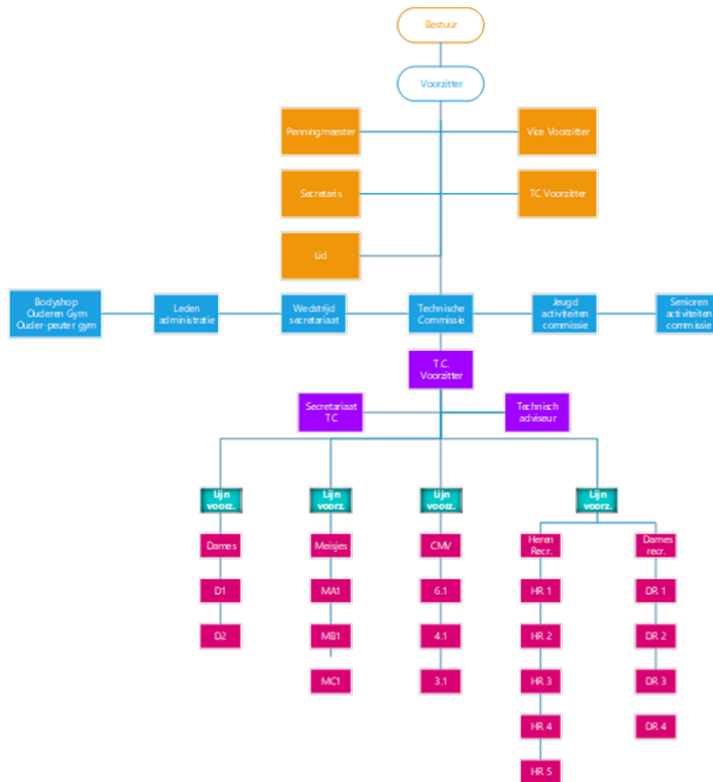 Bestuur
Voorzitter
Penningmeester
Vice Voorzitter
Secretaris
TC Voorzitter
Lid
Bodyshop
Ouderen Gym
Ouder-peuter gym
Leden
administratie
Wedstrijd
secretariaat
Technische
Commissie
Jeugd
activiteiten
commissie
Senioren
activiteiten
commissie
T.C.
Voorzitter
Secretariaat
TC
Technisch
adviseur
Lijn
voorz.
Lijn
voorz.
Lijn
voorz.
Lijn
voorz.
Dames
Meisjes
CMV
Heren
Recr.
Dames
recr.
D1
MA1
6.1
HR 1
DR 1
D2
MB1
4.1
HR 2
DR 2
MC1
3.1
HR 3
DR 3
HR 4
DR 4
HR 5